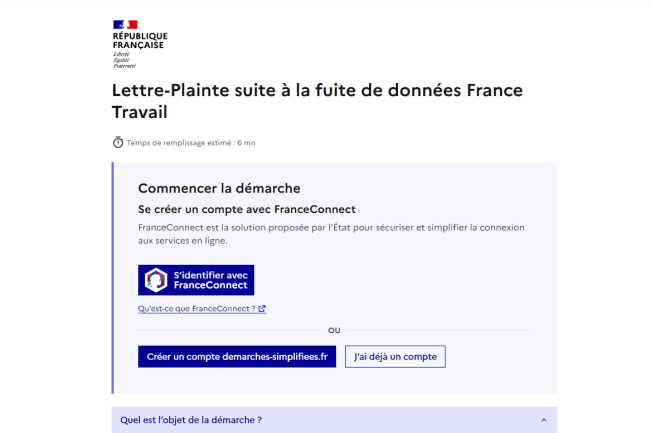 RÉPUBLIQUE
FRANÇAISE
Liberté
Égalité
Fraternité
Lettre-Plainte suite à la fuite de données France
Travail
Temps de remplissage estimé : 6 mn
Commencer la démarche
Se créer un compte avec FranceConnect
FranceConnect est la solution proposée par l'État pour sécuriser et simplifier la connexion
aux services en ligne.
S'identifier avec
FranceConnect
Qu'est-ce que FranceConnect ?
OU
Créer un compte demarches-simplifiees.fr
J'ai déjà un compte
Quel est l'objet de la démarche ?